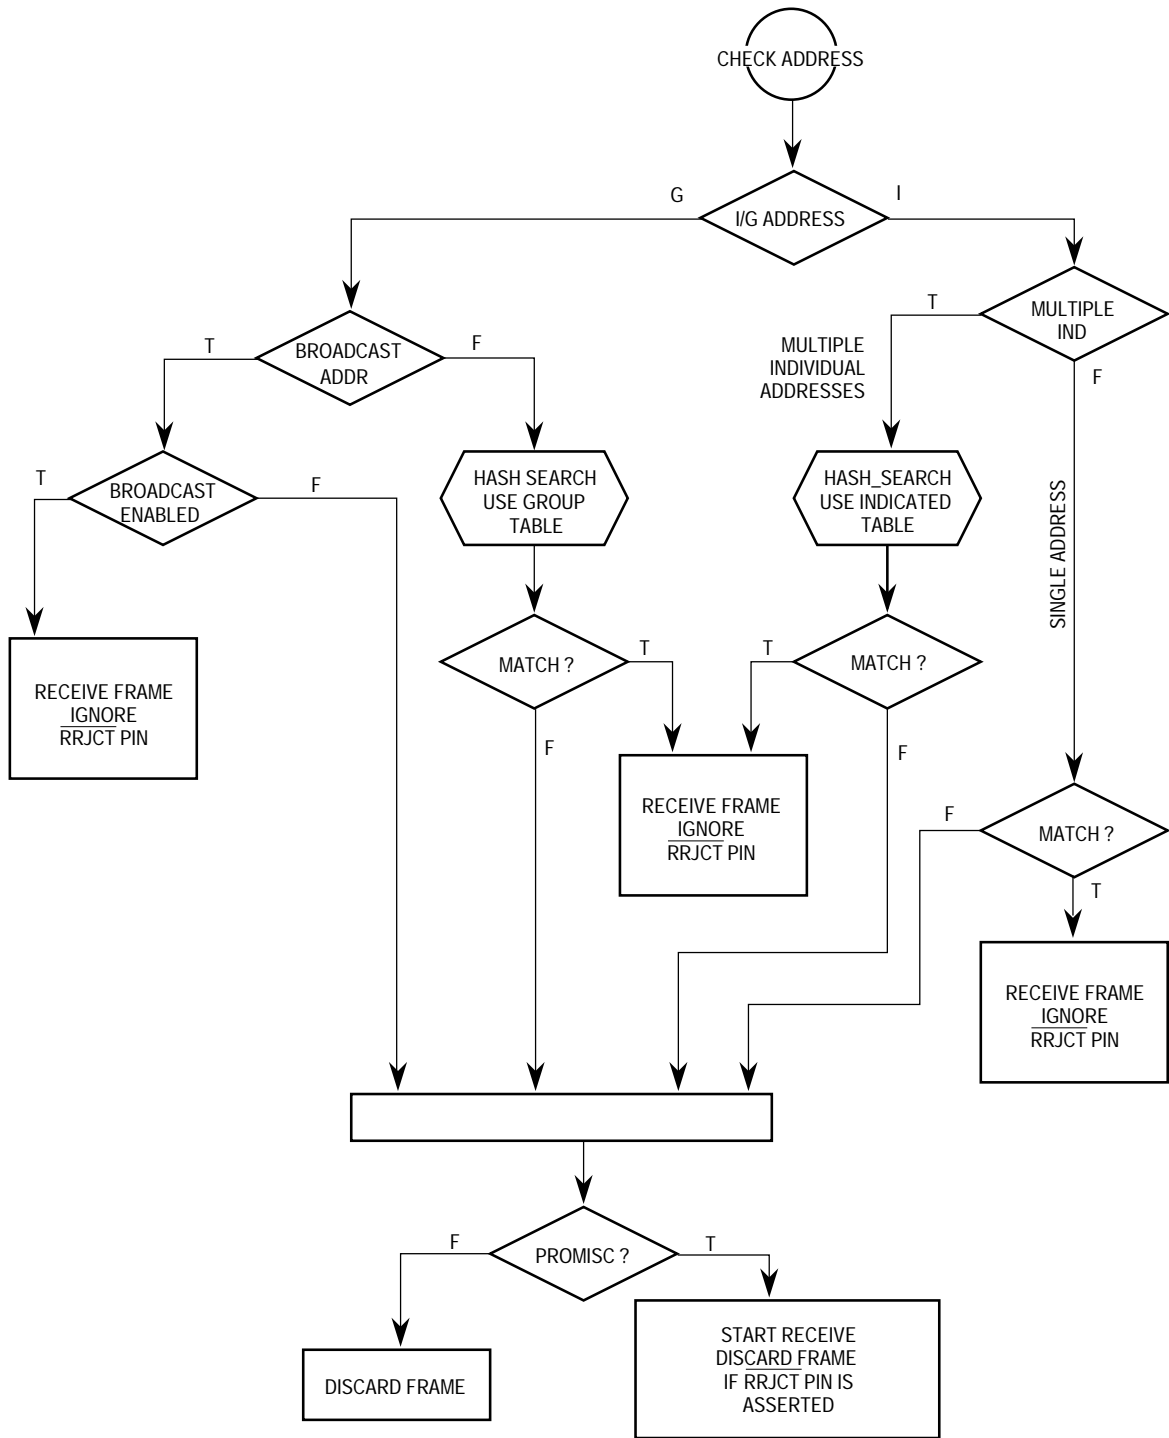 CHECK ADDRESS
G
I
I/G ADDRESS
T
MULTIPLE
IND
F
MULTIPLE
INDIVIDUAL
ADDRESSES
T
BROADCAST
ADDR
F
T
BROADCAST
ENABLED
F
HASH SEARCH
USE GROUP
TABLE
HASH_SEARCH
USE INDICATED
TABLE
SINGLE ADDRESS
RECEIVE FRAME
IGNORE
RRJCT PIN
MATCH ?
T
F
T
MATCH ?
F
RECEIVE FRAME
IGNORE
RRJCT PIN
F
MATCH ?
T
RECEIVE FRAME
IGNORE
RRJCT PIN
F
PROMISC ?
T
DISCARD FRAME
START RECEIVE
DISCARD FRAME
IF RRJCT PIN IS
ASSERTED